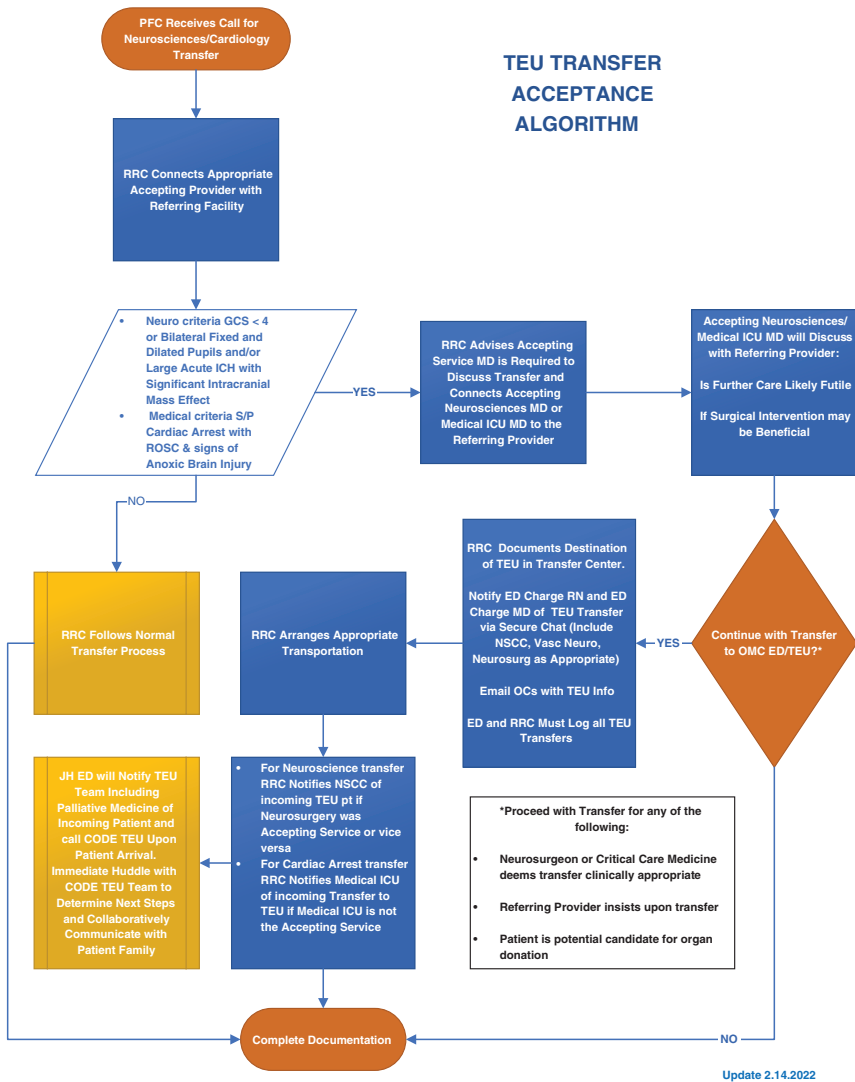 PFC Receives Call for
Neurosciences/Cardiology
Transfer
TEU TRANSFER
ACCEPTANCE
ALGORITHM
RRC Connects Appropriate
Accepting Provider with
Referring Facility
• Neuro criteria GCS < 4
or Bilateral Fixed and
Dilated Pupils and/or
Large Acute ICH with
Significant Intracranial
Mass Effect
• Medical criteria S/P
Cardiac Arrest with
ROSC & signs of
Anoxic Brain Injury
YES
RRC Advises Accepting
Service MD is Required to
Discuss Transfer and
Connects Accepting
Neurosciences MD or
Medical ICU MD to the
Referring Provider
Accepting Neurosciences/
Medical ICU MD will Discuss
with Referring Provider:
Is Further Care Likely Futile
If Surgical Intervention may
be Beneficial
NO
RRC Follows Normal
Transfer Process
RRC Arranges Appropriate
Transportation
RRC Documents Destination
of TEU in Transfer Center.
Notify ED Charge RN and ED
Charge MD of TEU Transfer
via Secure Chat (Include
NSCC, Vasc Neuro,
Neurosurg as Appropriate)
Email OCs with TEU Info
ED and RRC Must Log all TEU
Transfers
YES
Continue with Transfer
to OMC ED/TEU?*
JH ED will Notify TEU
Team Including
Palliative Medicine of
Incoming Patient and
call CODE TEU Upon
Patient Arrival.
Immediate Huddle with
CODE TEU Team to
Determine Next Steps
and Collaboratively
Communicate with
Patient Family
• For Neuroscience transfer
RRC Notifies NSCC of
incoming TEU pt if
Neurosurgery was
Accepting Service or vice
versa
• For Cardiac Arrest transfer
RRC Notifies Medical ICU
of incoming Transfer to
TEU if Medical ICU is not
the Accepting Service
*Proceed with Transfer for any of the
following:
• Neurosurgeon or Critical Care Medicine
deems transfer clinically appropriate
• Referring Provider insists upon transfer
• Patient is potential candidate for organ
donation
Complete Documentation
NO
Update 2.14.2022